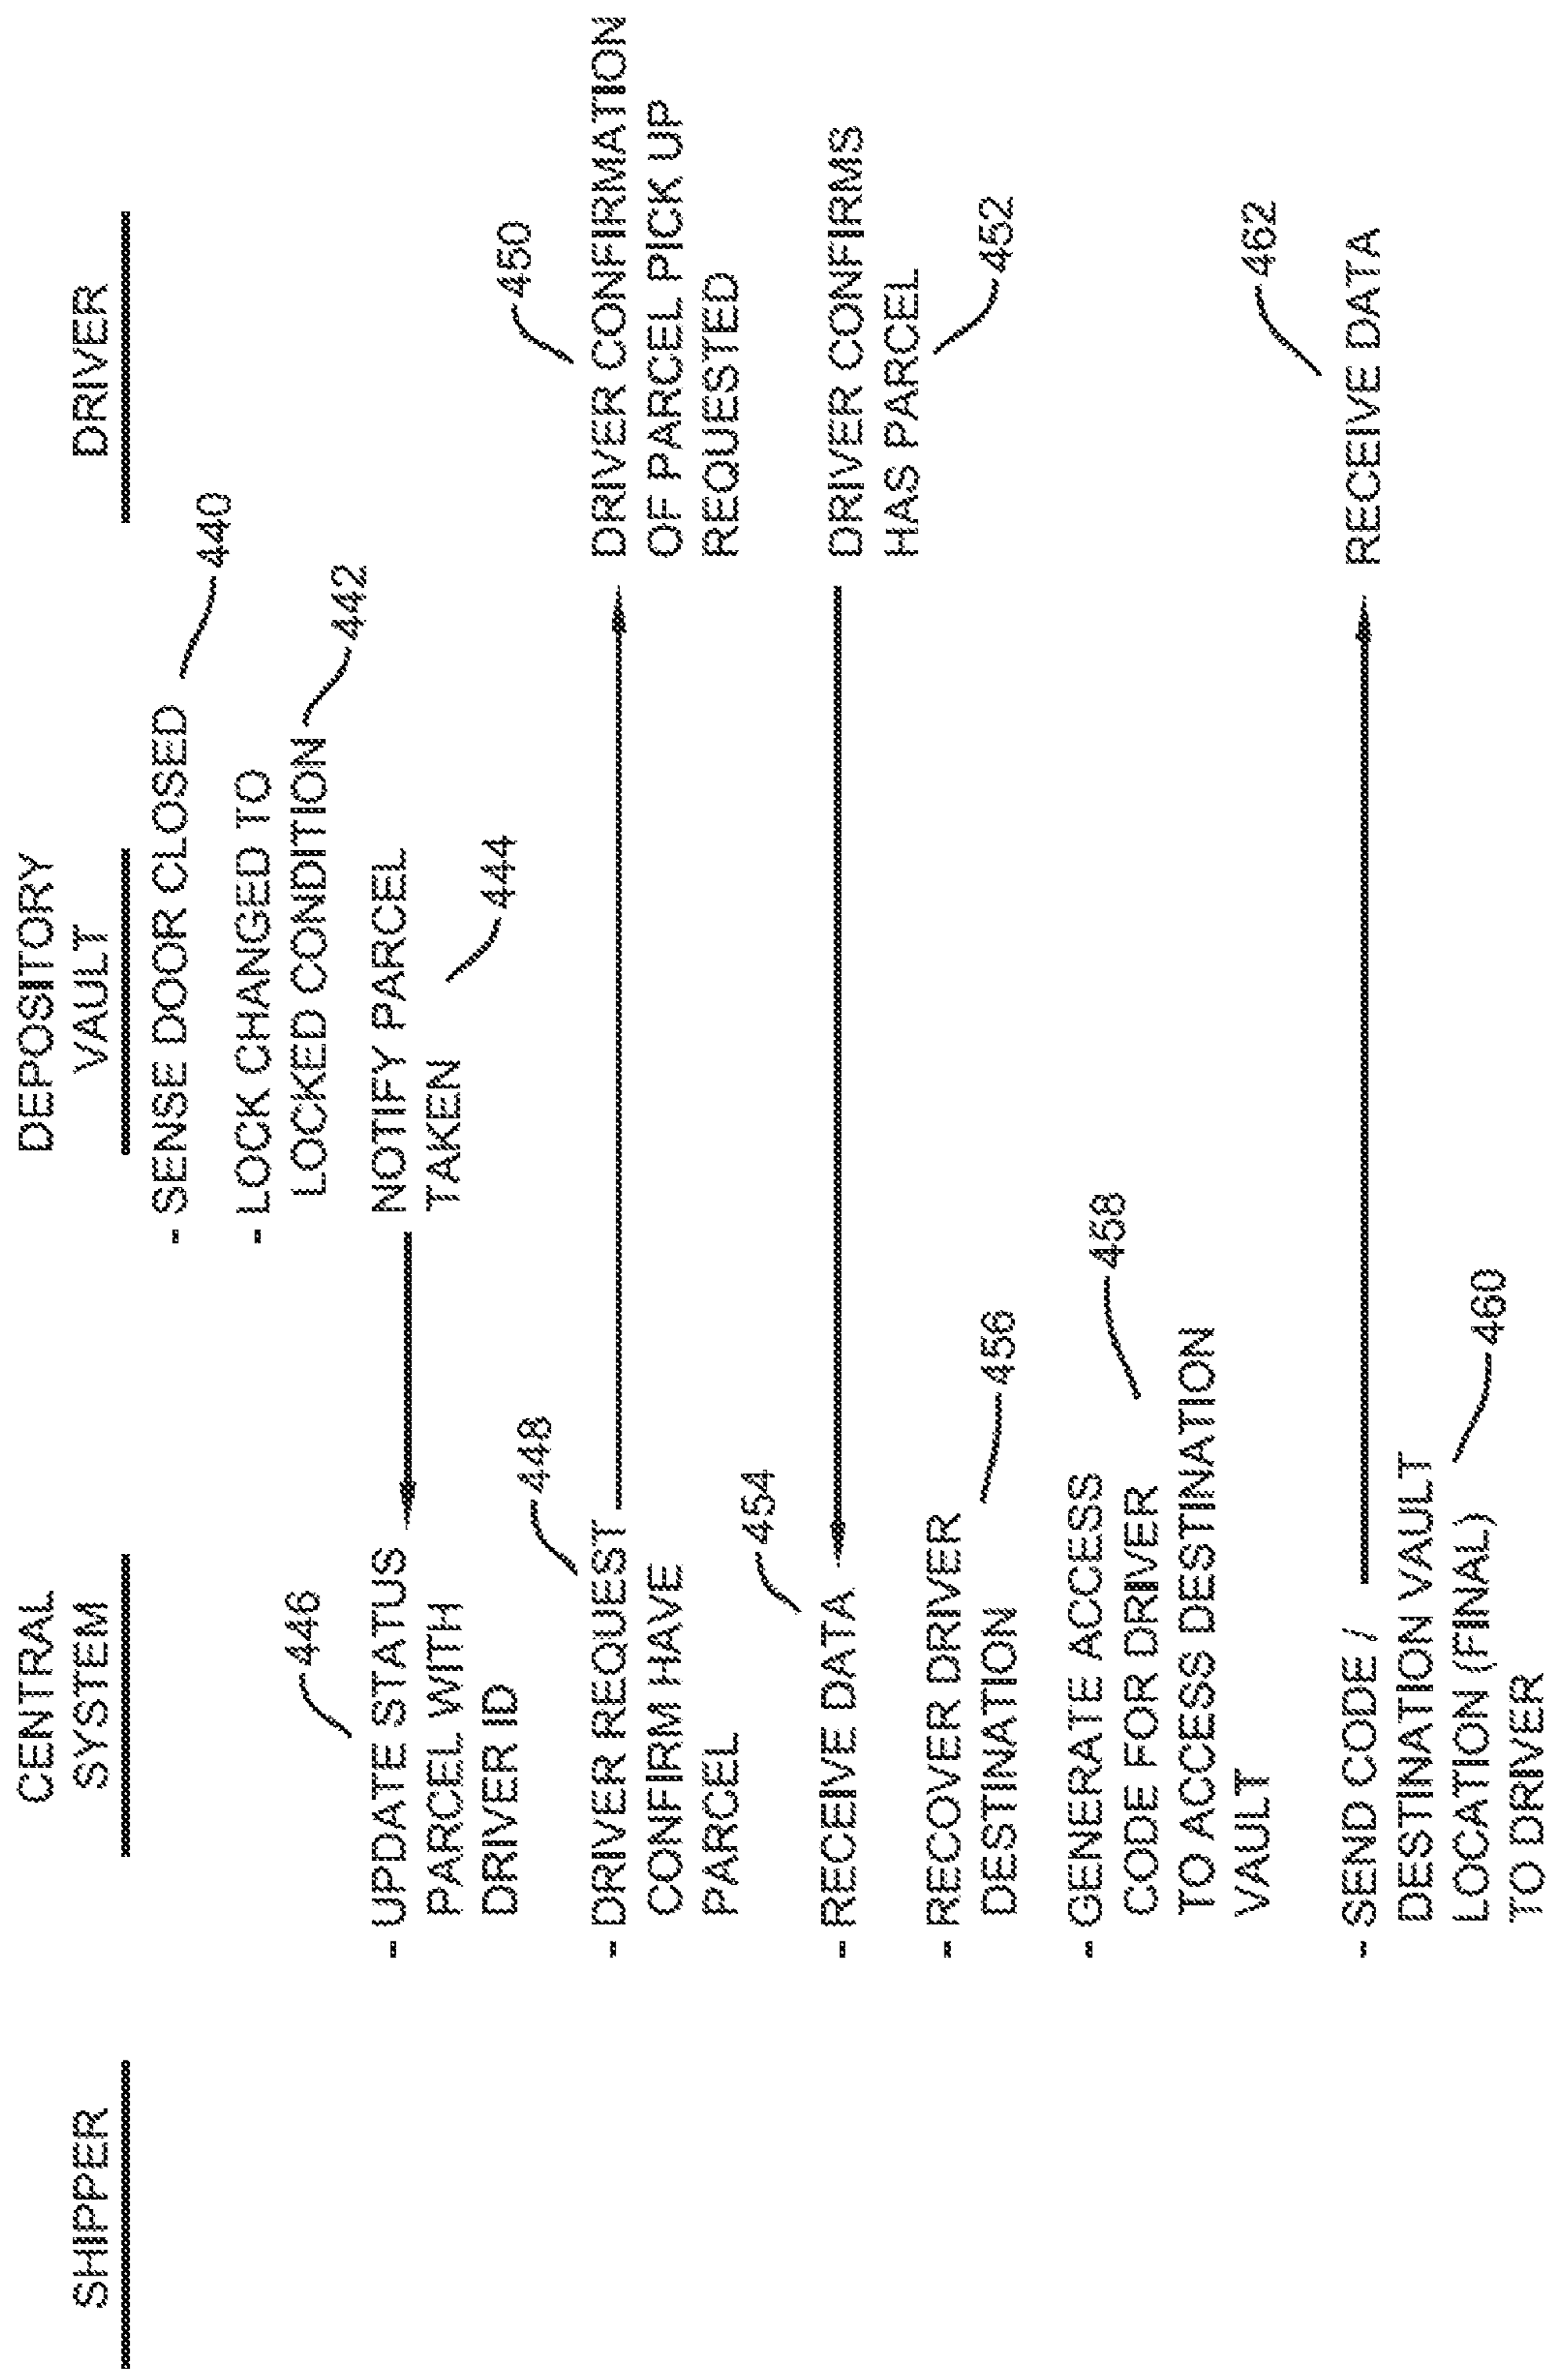 SHIPPER
CENTRAL
SYSTEM
DEPOSITORY
VAULT
DRIVER
- SENSE DOOR CLOSED
440
- LOCK CHANGED TO
LOCKED CONDITION
442
NOTIFY PARCEL
TAKEN
444
446
- UPDATE STATUS
PARCEL WITH
DRIVER ID
448
- DRIVER REQUEST
CONFIRM HAVE
PARCEL
450
DRIVER CONFIRMATION
OF PARCEL PICK UP
REQUESTED
DRIVER CONFIRMS
HAS PARCEL
452
454
- RECEIVE DATA
- RECOVER DRIVER
DESTINATION
456
- GENERATE ACCESS
CODE FOR DRIVER
TO ACCESS DESTINATION
VAULT
458
- SEND CODE /
DESTINATION VAULT
LOCATION (FINAL)
TO DRIVER
460
462
RECEIVE DATA